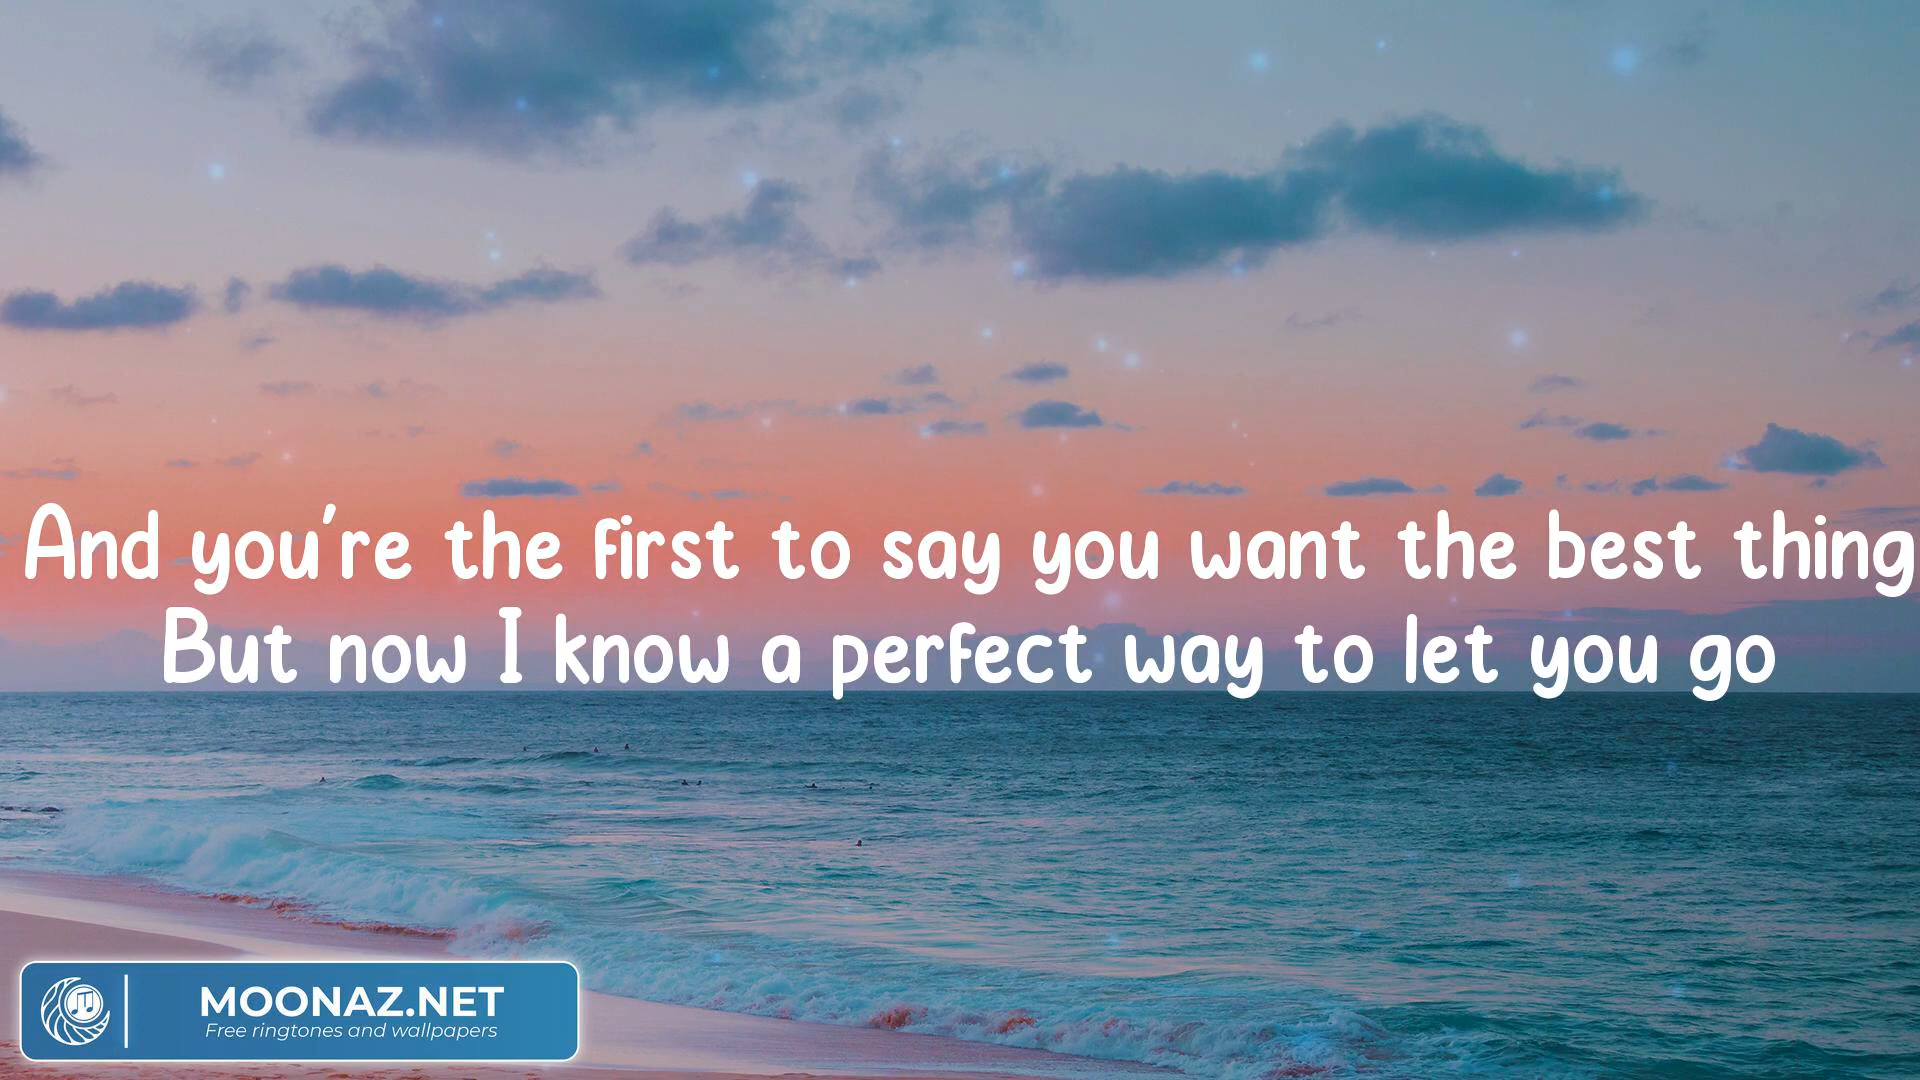 And you're the first to say you want the best thing
But now I know a perfect way to let you go
MOONAZ.NET
Free ringtones and wallpapers